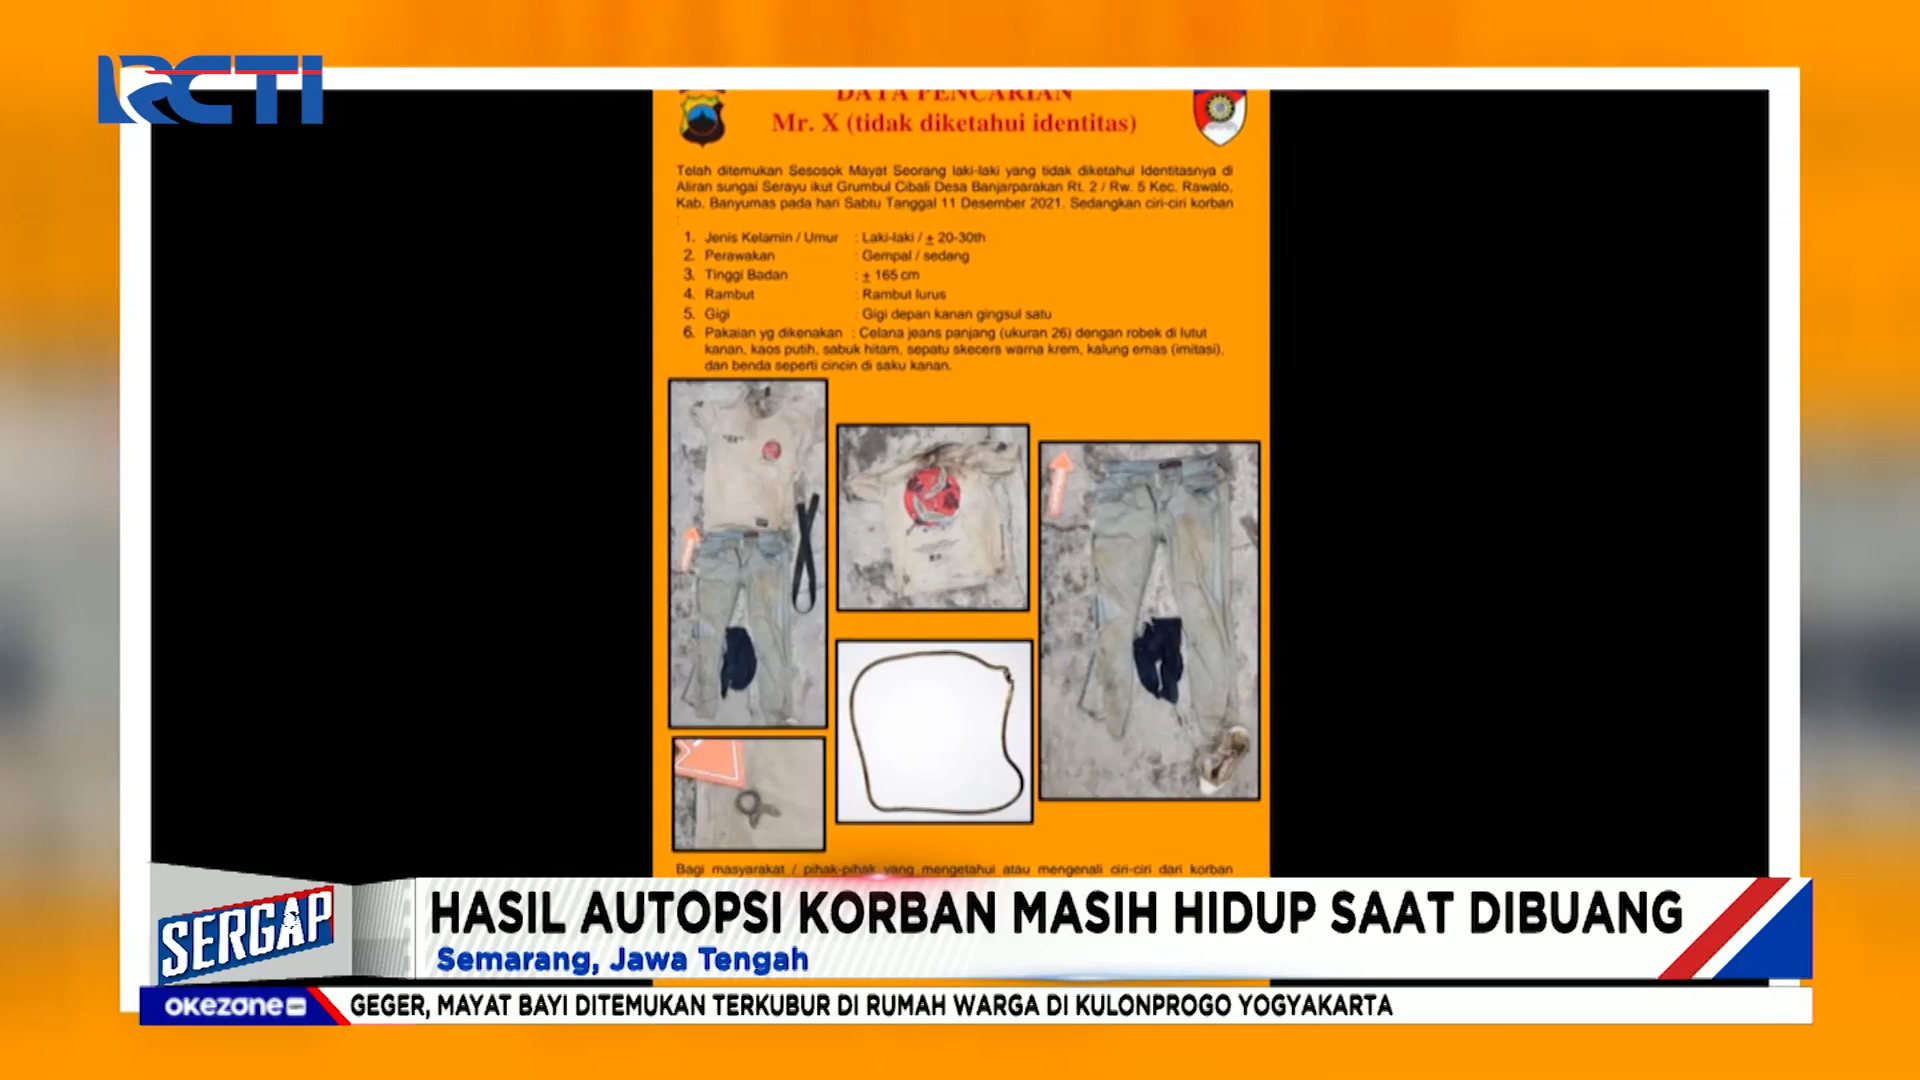 RCTI
DATA PENCARIAN
Mr. X (tidak diketahui identitas)
Telah ditemukan Sesosok Mayat Seorang laki-laki yang tidak diketahui Identitasnya di
Aliran sungai Serayu ikut Grumbul Cibali Desa Banjarparakan Rt. 2 / Rw. 5 Kec. Rawalo,
Kab. Banyumas pada hari Sabtu Tanggal 11 Desember 2021. Sedangkan ciri-ciri korban
:
1. Jenis Kelamin / Umur : Laki-laki / ± 20-30th
2. Perawakan : Gempal / sedang
3. Tinggi Badan : ± 165 cm
4. Rambut : Rambut lurus
5. Gigi : Gigi depan kanan gingsul satu
6. Pakaian yg dikenakan : Celana jeans panjang (ukuran 26) dengan robek di lutut
kanan, kaos putih, sabuk hitam, sepatu skecers warna krem, kalung emas (imitasi),
dan benda seperti cincin di saku kanan.
Bagi masyarakat / pihak-pihak yang mengetahui atau mengenali ciri-ciri dari korban
SERGAP
HASIL AUTOPSI KORBAN MASIH HIDUP SAAT DIBUANG
Semarang, Jawa Tengah
OKEZONE
GEGER, MAYAT BAYI DITEMUKAN TERKUBUR DI RUMAH WARGA DI KULONPROGO YOGYAKARTA